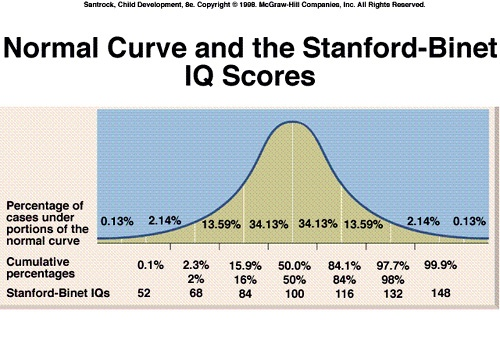 Santrock, Child Development, 8e. Copyright © 1998. McGraw-Hill Companies, Inc. All Rights Reserved.
Normal Curve and the Stanford-Binet
IQ Scores
Percentage of
cases under
portions of the
normal curve
0.13% 2.14% 13.59% 34.13% 34.13% 13.59% 2.14% 0.13%
Cumulative
percentages
0.1% 2.3% 15.9% 50.0% 84.1% 97.7% 99.9%
2% 16% 50% 84% 98%
Stanford-Binet IQs 52 68 84 100 116 132 148